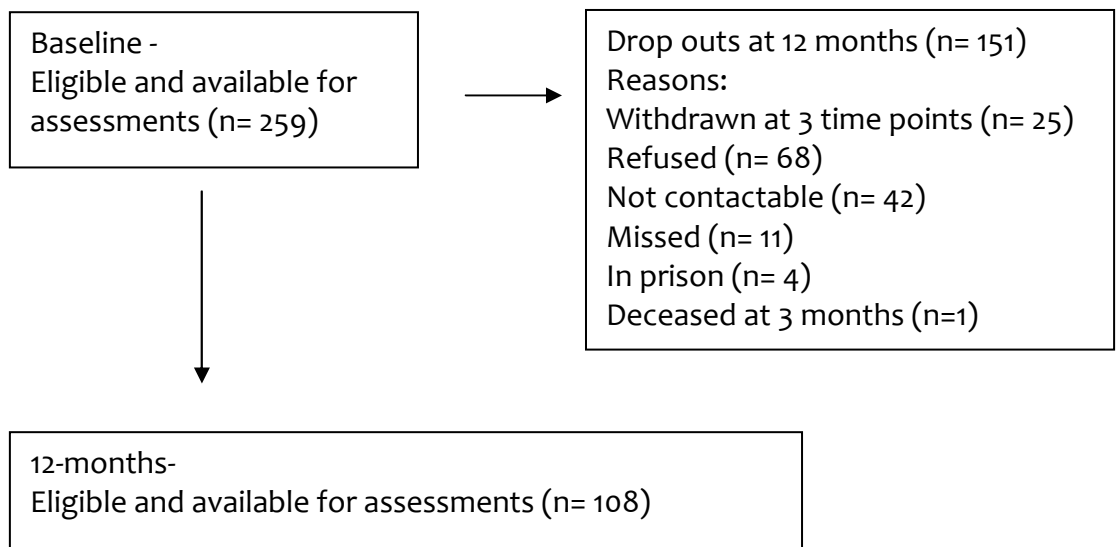 Baseline -
Eligible and available for
assessments (n= 259)
Drop outs at 12 months (n= 151)
Reasons:
Withdrawn at 3 time points (n= 25)
Refused (n= 68)
Not contactable (n= 42)
Missed (n= 11)
In prison (n= 4)
Deceased at 3 months (n=1)
12-months-
Eligible and available for assessments (n= 108)